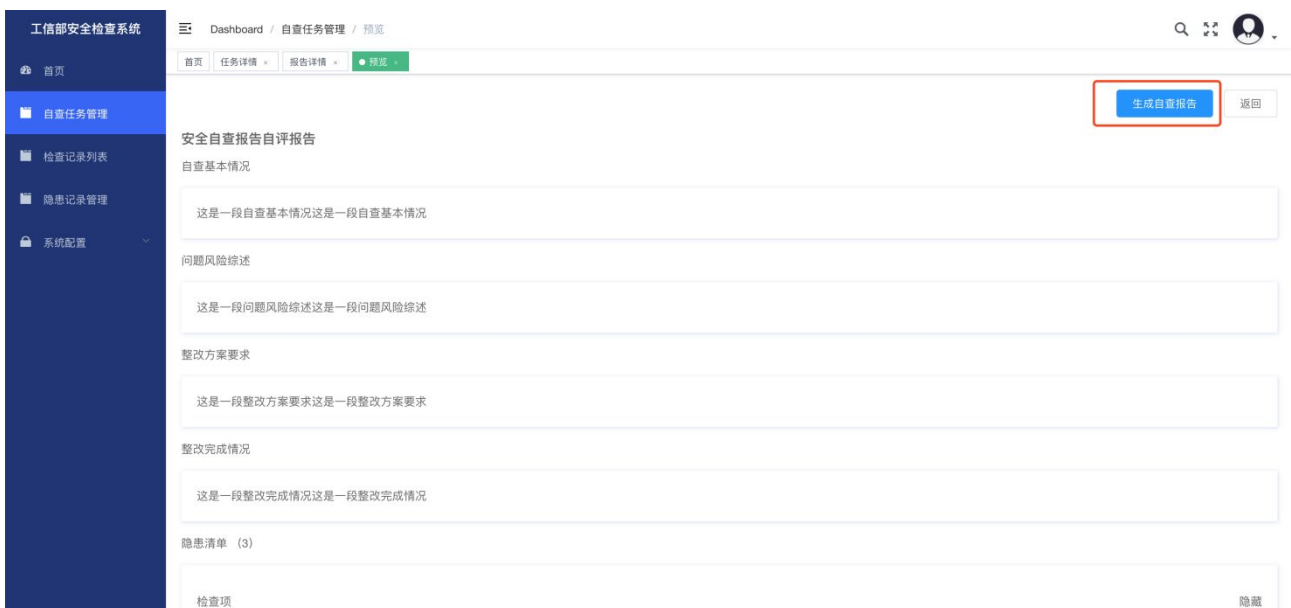 工信部安全检查系统
Dashboard / 自查任务管理 / 预览
首页 任务详情 × 报告详情 × 预览 ×
首页
自查任务管理
检查记录列表
隐患记录管理
系统配置
生成自查报告 返回
安全自查报告自评报告
自查基本情况
这是一段自查基本情况这是一段自查基本情况
问题风险综述
这是一段问题风险综述这是一段问题风险综述
整改方案要求
这是一段整改方案要求这是一段整改方案要求
整改完成情况
这是一段整改完成情况这是一段整改完成情况
隐患清单 (3)
检查项 隐藏